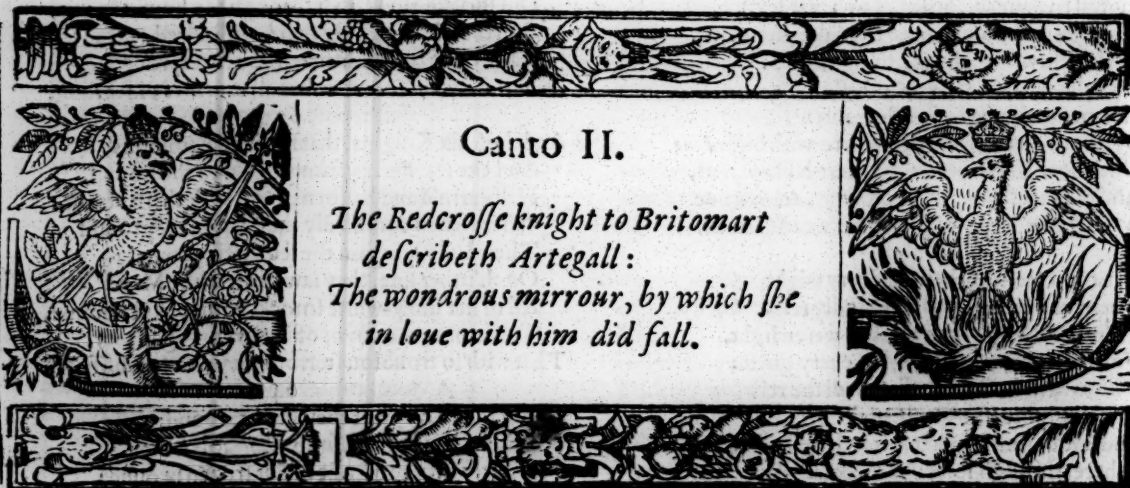 Canto II.
The Redcroſſe knight to Britomart
deſcribeth Artegall:
The wondrous mirrour, by which ſhe
in loue with him did fall.